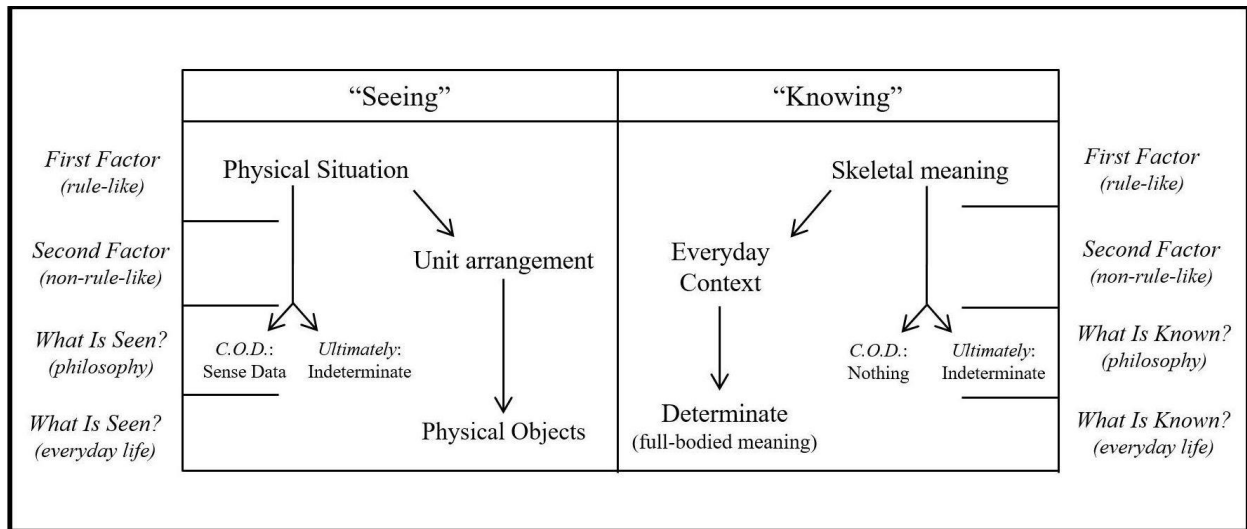 “Seeing”
“Knowing”
First Factor
(rule-like)
Physical Situation
Skeletal meaning
First Factor
(rule-like)
Second Factor
(non-rule-like)
Unit arrangement
Everyday
Context
Second Factor
(non-rule-like)
What Is Seen?
(philosophy)
C.O.D.:
Sense Data
Ultimately:
Indeterminate
C.O.D.:
Nothing
Ultimately:
Indeterminate
What Is Known?
(philosophy)
What Is Seen?
(everyday life)
Physical Objects
Determinate
(full-bodied meaning)
What Is Known?
(everyday life)